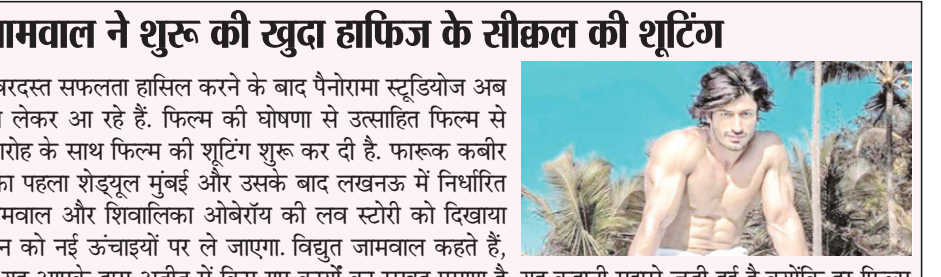 जामवाल ने शुरू की खुदा हाफिज के सीक्वल की शूटिंग
बरदस्त सफलता हासिल करने के बाद पैनोरामा स्टूडियोज अब
लेकर आ रहे हैं. फिल्म की घोषणा से उत्साहित फिल्म से
रोह के साथ फिल्म की शूटिंग शुरू कर दी है. फारूक कबीर
का पहला शेड्यूल मुंबई और उसके बाद लखनऊ में निर्धारित
मवाल और शिवालिका ओबेरॉय की लव स्टोरी को दिखाया
न को नई ऊंचाइयों पर ले जाएगा. विद्युत जामवाल कहते हैं,